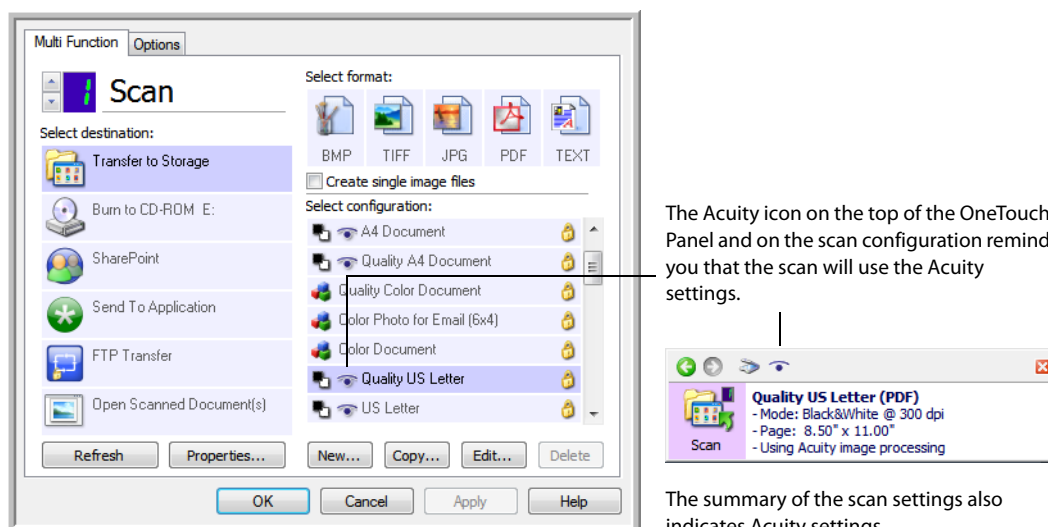 Multi Function Options
Scan
Select destination:
Transfer to Storage
Burn to CD-ROM E:
SharePoint
Send To Application
FTP Transfer
Open Scanned Document(s)
Refresh Properties...
Select format:
BMP TIFF JPG PDF TEXT
Create single image files
Select configuration:
A4 Document
Quality A4 Document
Quality Color Document
Color Photo for Email (6x4)
Color Document
Quality US Letter
US Letter
New... Copy... Edit... Delete
OK Cancel Apply Help
The Acuity icon on the top of the OneTouch
Panel and on the scan configuration remind
you that the scan will use the Acuity
settings.
Scan
Quality US Letter (PDF)
- Mode: Black&White @ 300 dpi
- Page: 8.50" x 11.00"
- Using Acuity image processing
The summary of the scan settings also
indicates Acuity settings.